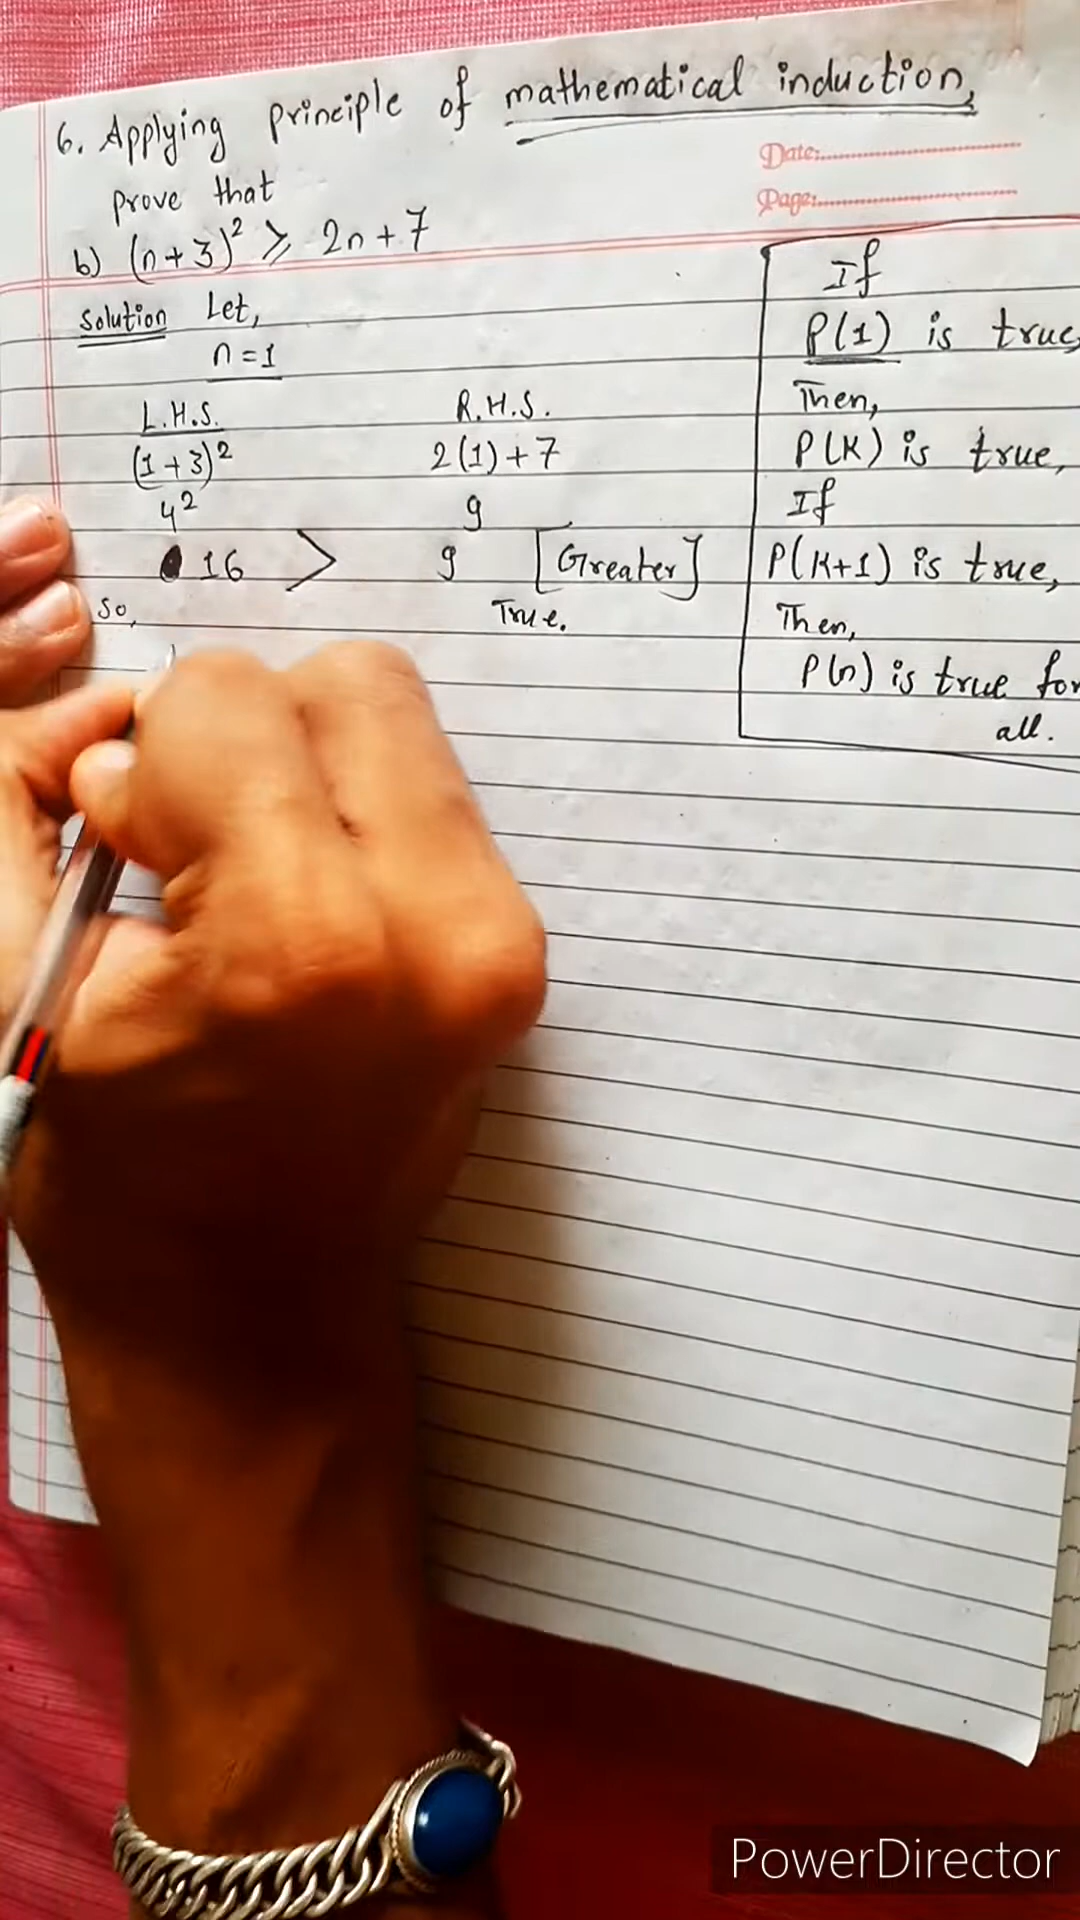 6. Applying principle of mathematical induction,
prove that
Date:
Page:
b) (n+3)² ⩾ 2n+7
Solution Let,
n=1
L.H.S. R.H.S.
(1+3)² 2(1)+7
4² 9
16 > 9 [Greater]
So, True.
If
P(1) is true,
Then,
P(K) is true,
If
P(K+1) is true,
Then,
P(n) is true for
all.
PowerDirector